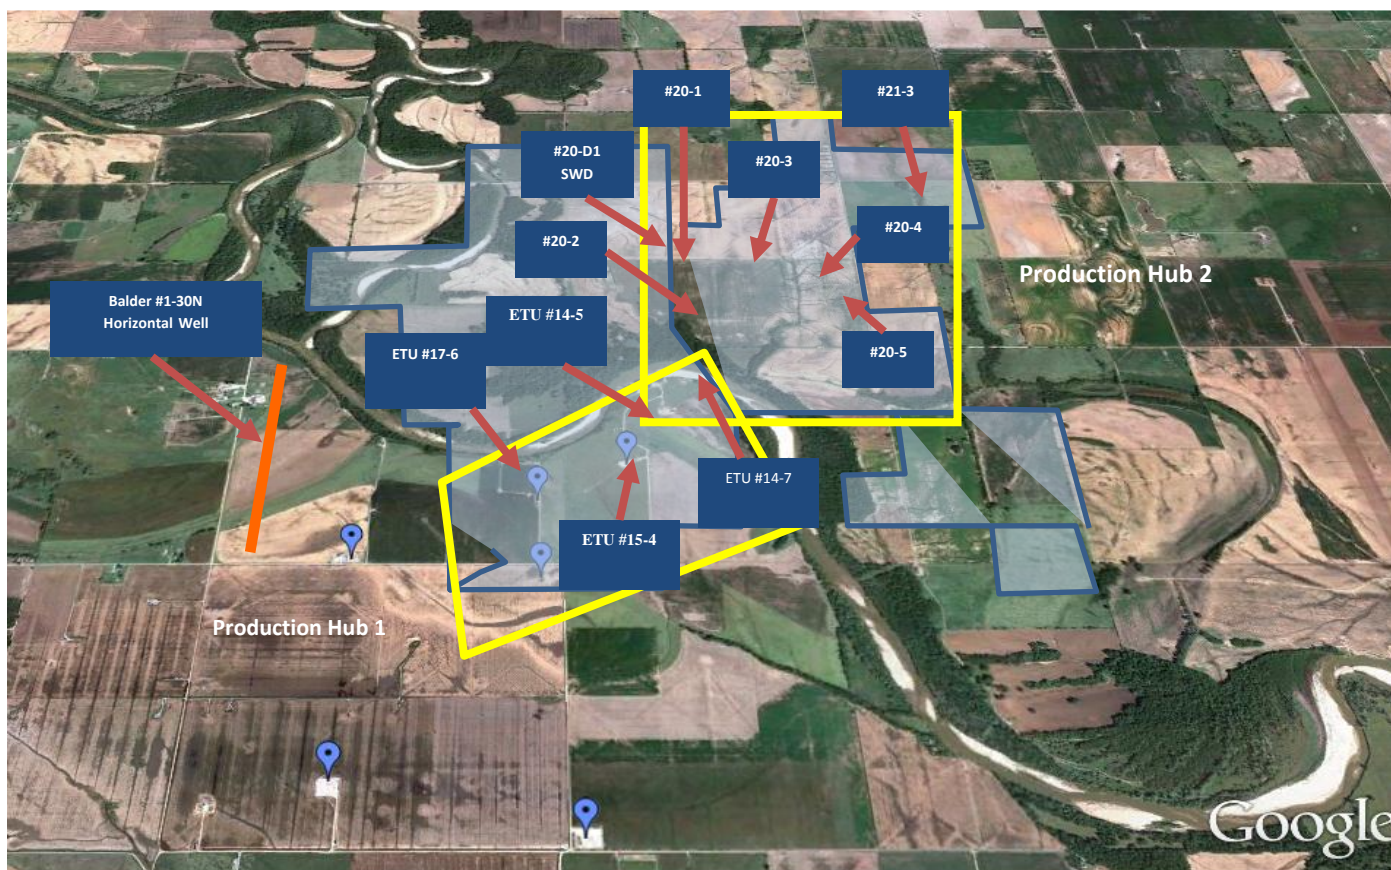 #20-1
#21-3
#20-D1
SWD
#20-3
#20-2
#20-4
Production Hub 2
Balder #1-30N
Horizontal Well
ETU #14-5
ETU #17-6
#20-5
ETU #14-7
ETU #15-4
Production Hub 1
Google